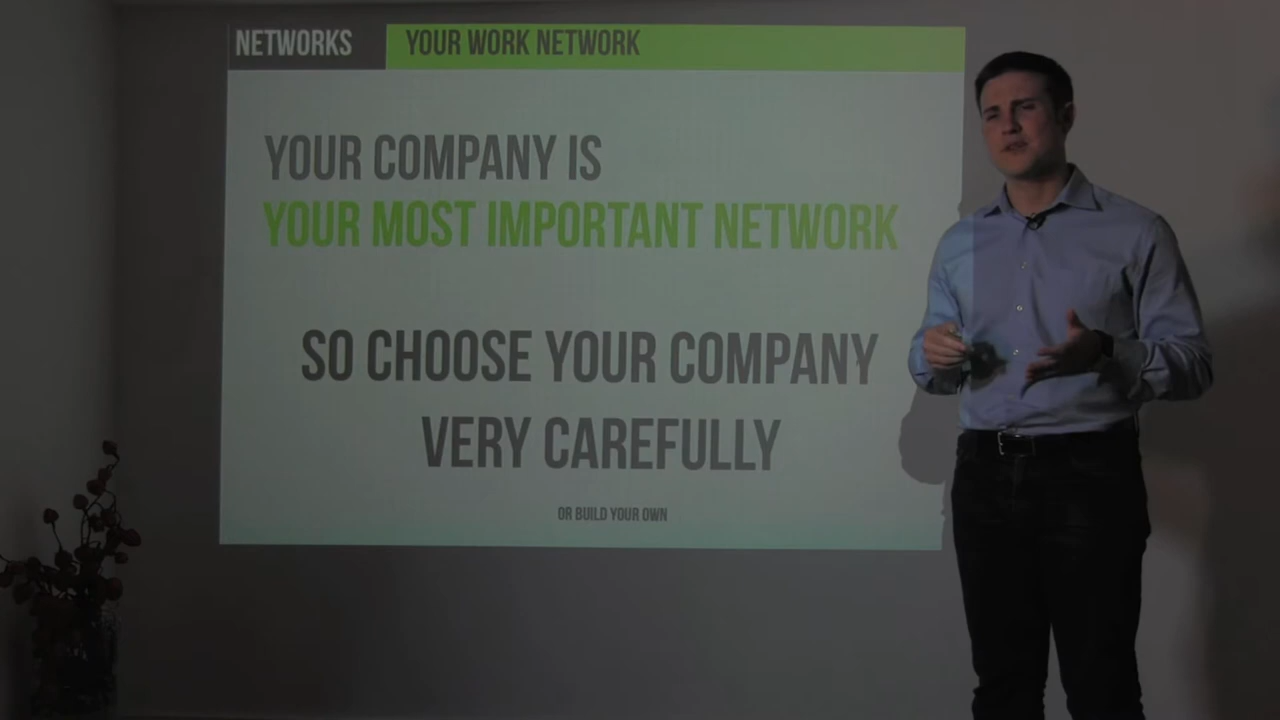 NETWORKS
YOUR WORK NETWORK
YOUR COMPANY IS
YOUR MOST IMPORTANT NETWORK
SO CHOOSE YOUR COMPANY
VERY CAREFULLY
OR BUILD YOUR OWN